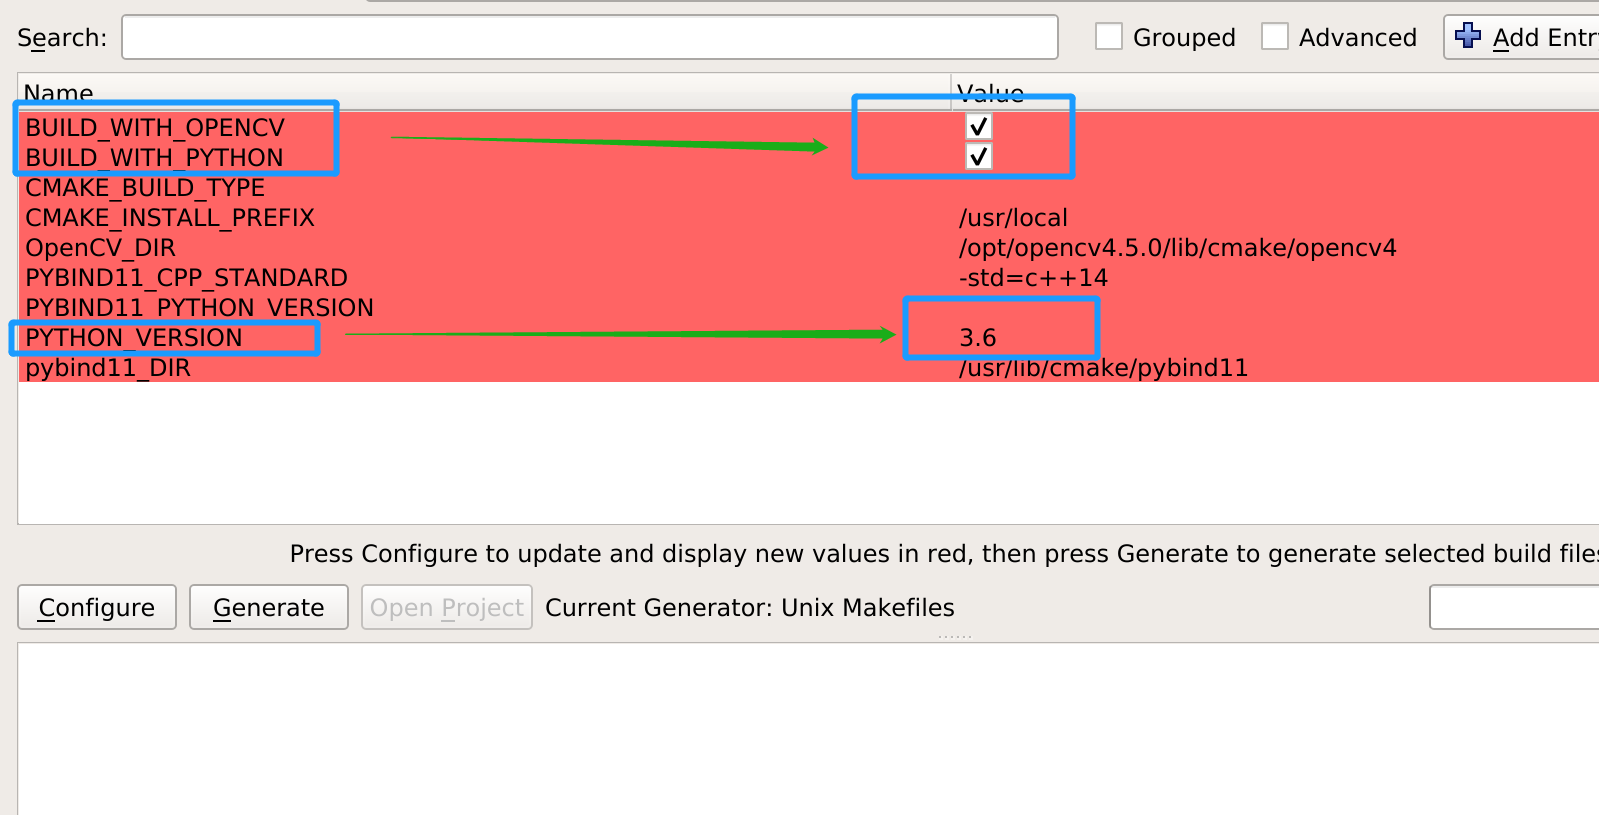 Search: Grouped Advanced Add Entr
Name Value
BUILD_WITH_OPENCV
BUILD_WITH_PYTHON
CMAKE_BUILD_TYPE
CMAKE_INSTALL_PREFIX /usr/local
OpenCV_DIR /opt/opencv4.5.0/lib/cmake/opencv4
PYBIND11_CPP_STANDARD -std=c++14
PYBIND11_PYTHON_VERSION
PYTHON_VERSION 3.6
pybind11_DIR /usr/lib/cmake/pybind11
Press Configure to update and display new values in red, then press Generate to generate selected build files
Configure Generate Open Project Current Generator: Unix Makefiles